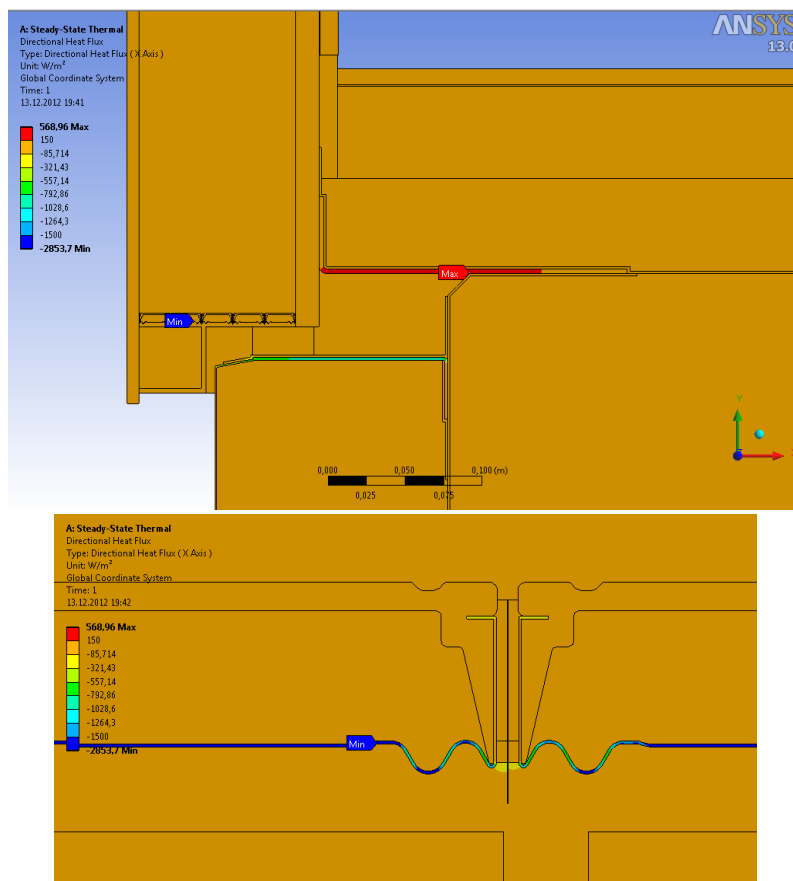 A: Steady-State Thermal
Directional Heat Flux
Type: Directional Heat Flux ( X Axis )
Unit: W/m²
Global Coordinate System
Time: 1
13.12.2012 19:41
568,96 Max
150
-85,714
-321,43
-557,14
-792,86
-1028,6
-1264,3
-1500
-2853,7 Min
ANSYS
13.0
Max
Min
Y
0,000
0,050
0,100 (m)
0,025
0,075
A: Steady-State Thermal
Directional Heat Flux
Type: Directional Heat Flux ( X Axis )
Unit: W/m²
Global Coordinate System
Time: 1
13.12.2012 19:42
568,96 Max
150
-85,714
-321,43
-557,14
-792,86
-1028,6
-1264,3
-1500
-2853,7 Min
Min